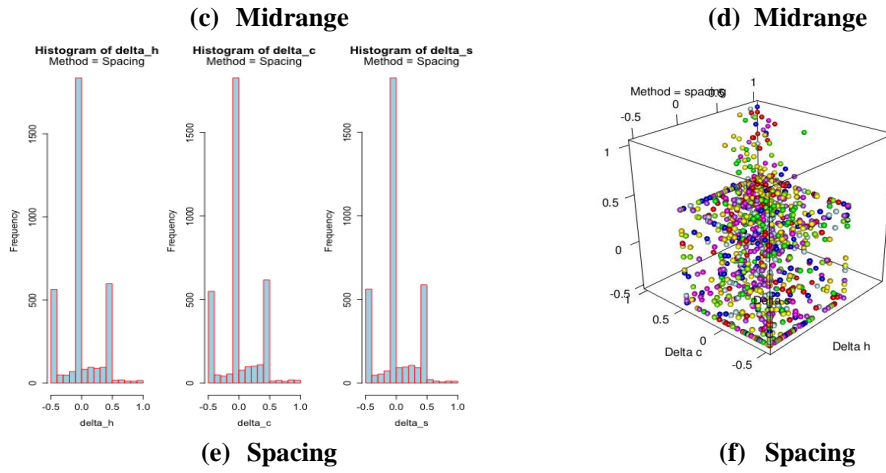 (c) Midrange
(d) Midrange
Histogram of delta_h
Method = Spacing
Histogram of delta_c
Method = Spacing
Histogram of delta_s
Method = Spacing
Frequency
0
500
1000
1500
-0.5
0.0
0.5
1.0
delta_h
Frequency
0
500
1000
1500
-0.5
0.0
0.5
1.0
delta_c
Frequency
0
500
1000
1500
-0.5
0.0
0.5
1.0
delta_s
Method = spacing
-0.5
0
0.5
1
1
0.5
0
-0.5
1
0.5
0
-0.5
Delta s
Delta c
Delta h
(e) Spacing
(f) Spacing